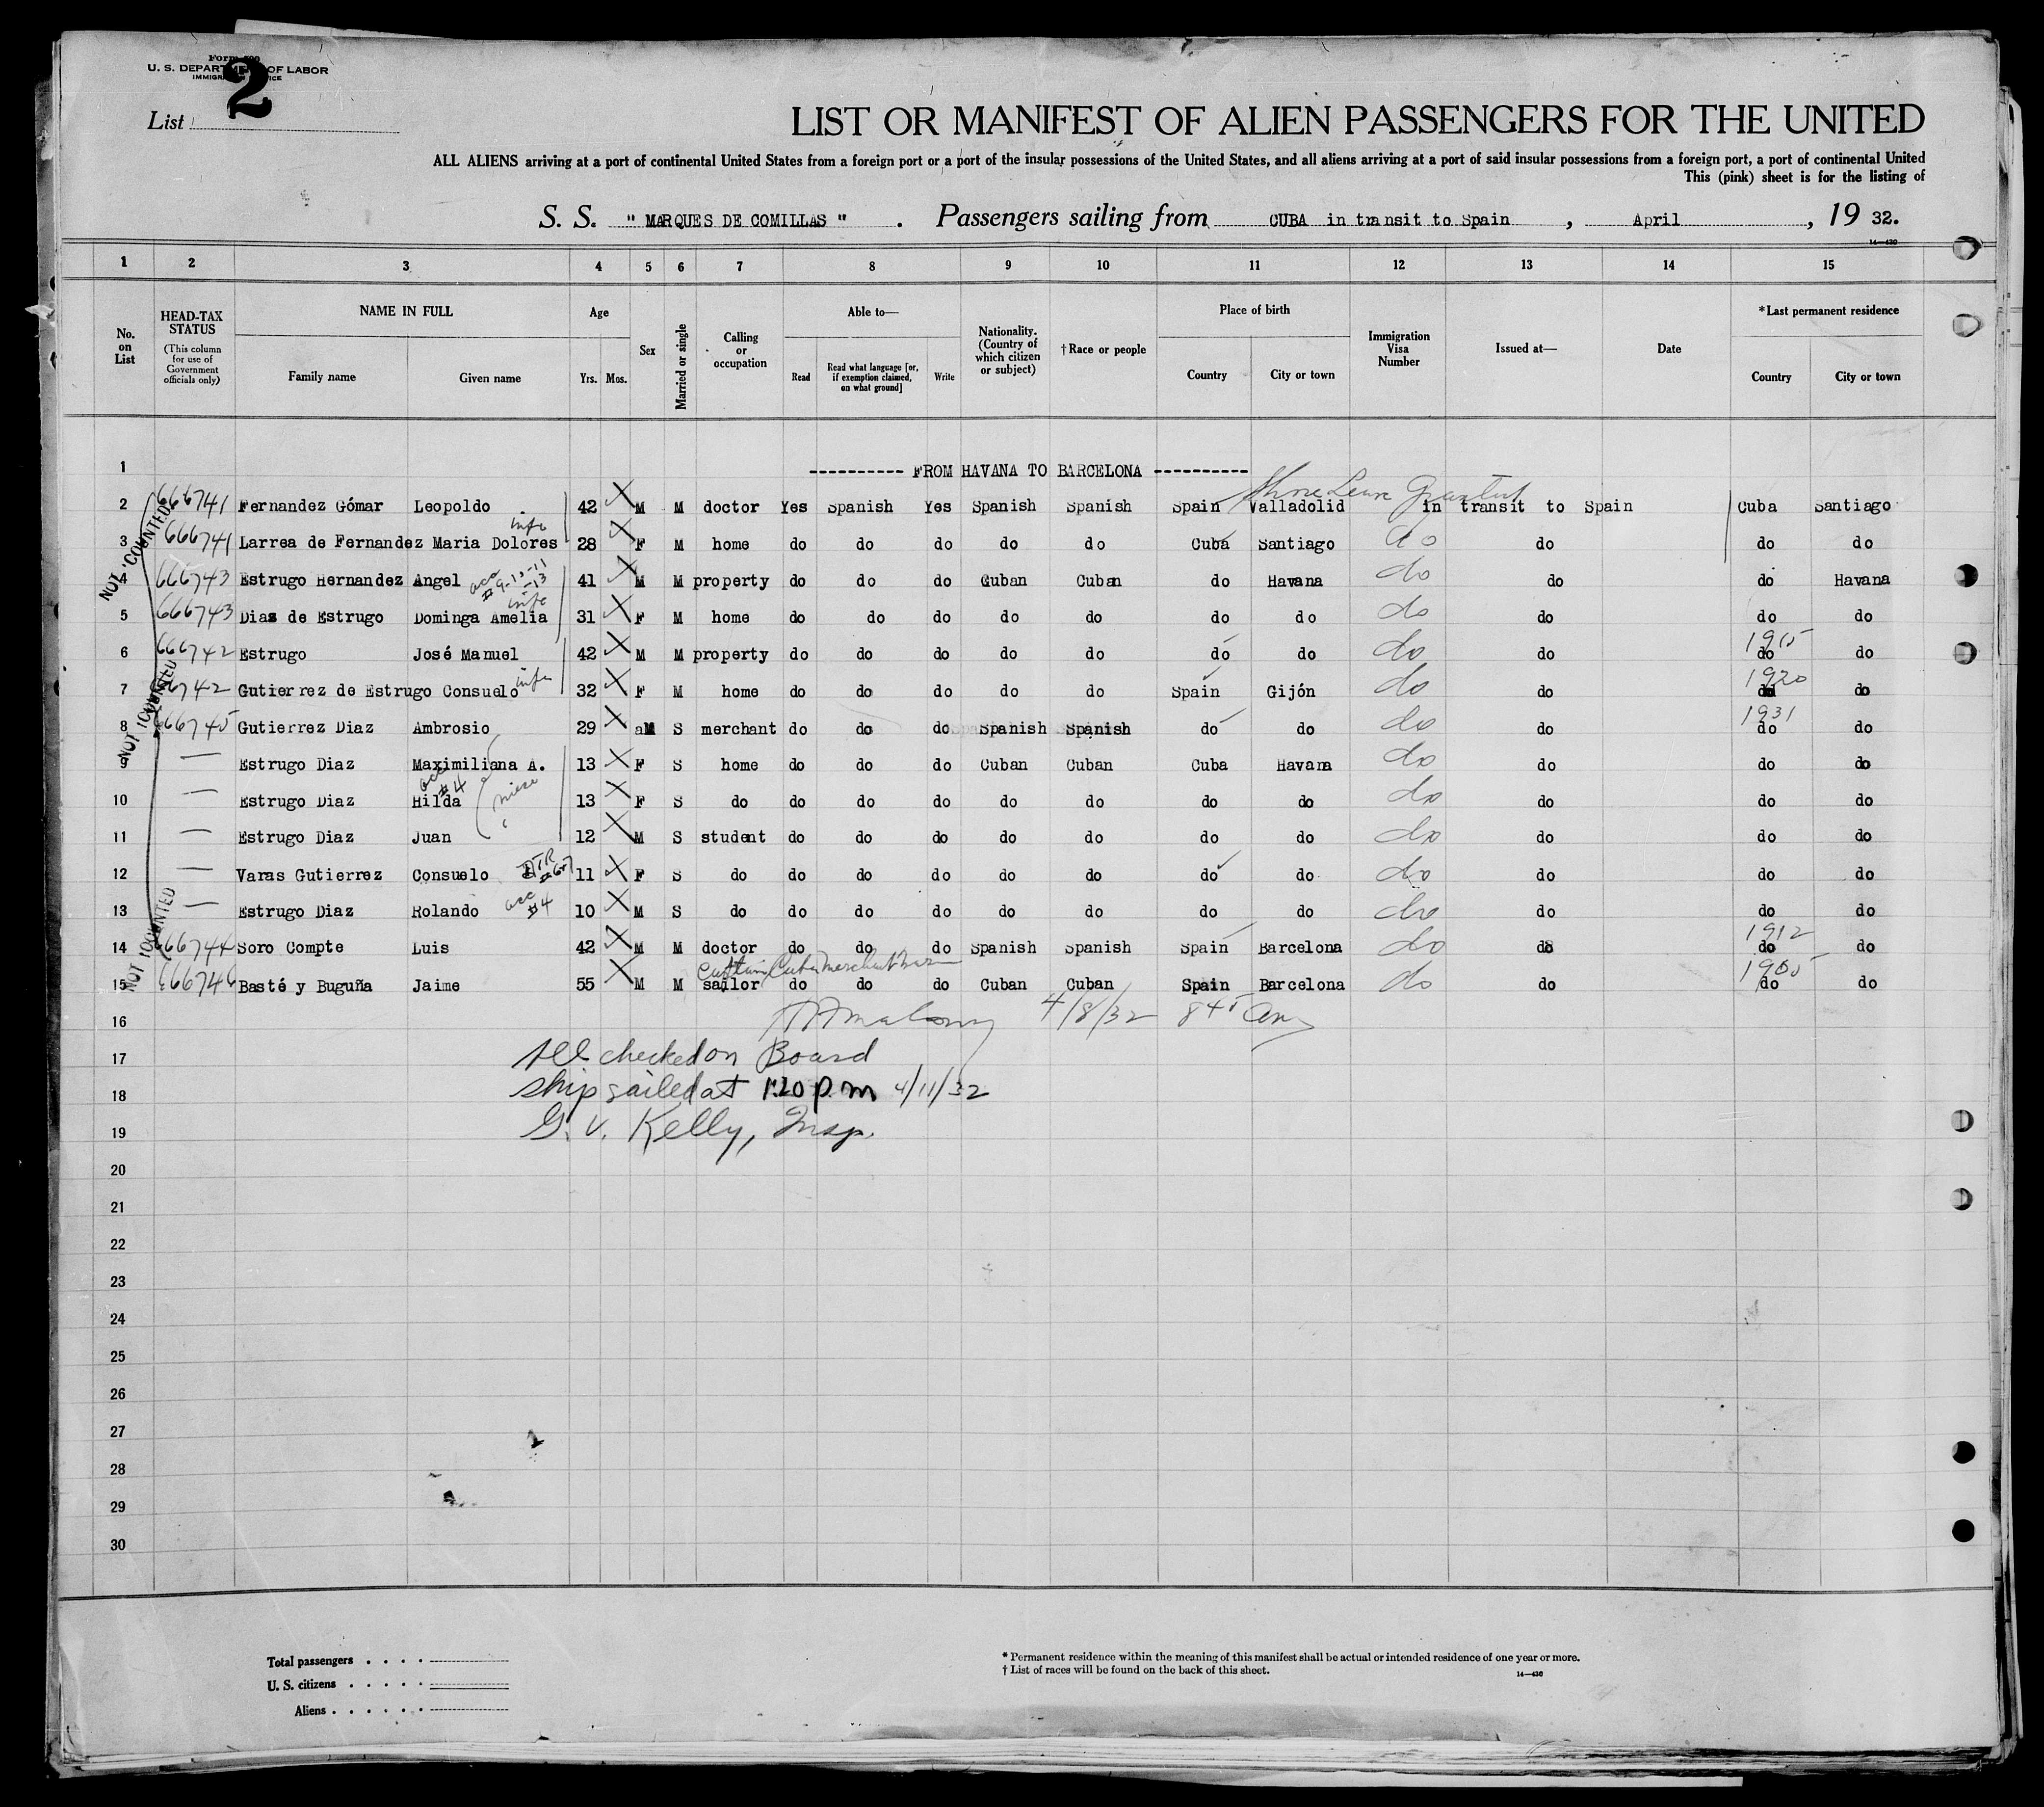 Form 500
U. S. DEPARTMENT OF LABOR
IMMIGRATION SERVICE
List 2
LIST OR MANIFEST OF ALIEN PASSENGERS FOR THE UNITED
ALL ALIENS arriving at a port of continental United States from a foreign port or a port of the insular possessions of the United States, and all aliens arriving at a port of said insular possessions from a foreign port, a port of continental United
This (pink) sheet is for the listing of
S. S. " MARQUES DE COMILLAS " . Passengers sailing from CUBA in transit to Spain , April , 19 32.
14—430
1 2 3 4 5 6 7 8 9 10 11 12 13 14 15
No. on List
HEAD-TAX STATUS
(This column for use of Government officials only)
NAME IN FULL
Family name Given name
Age
Yrs. Mos.
Sex
Married or single
Calling or occupation
Able to—
Read
Read what language [or, if exemption claimed, on what ground]
Write
Nationality. (Country of which citizen or subject)
†Race or people
Place of birth
Country City or town
Immigration Visa Number
Issued at—
Date
*Last permanent residence
Country City or town
1 ---------- FROM HAVANA TO BARCELONA ----------
Shore Leave Granted
2 666741 Fernandez Gómar Leopoldo 42 M M doctor Yes Spanish Yes Spanish Spanish Spain Valladolid in transit to Spain Cuba Santiago
3 666741 Larrea de Fernandez Maria Dolores 28 F M home do do do do do Cuba Santiago do do do do
4 666743 Estrugo Hernandez Angel acc 41 M M property do do do Cuban Cuban do Havana do do do Havana
5 666743 Dias de Estrugo Dominga Amelia 31 F M home do do do do do do do do do do do
6 666742 Estrugo José Manuel 42 M M property do do do do do do do do do 1915 do do
7 666742 Gutierrez de Estrugo Consuelo 32 F M home do do do do do Spain Gijón do do 1920 do do
8 666745 Gutierrez Diaz Ambrosio 29 M S merchant do do do Spanish Spanish do do do do 1931 do do
9 — Estrugo Diaz Maximiliana A. 13 F S home do do do Cuban Cuban Cuba Havana do do do do
acc #4
10 — Estrugo Diaz Hilda 13 F S do do do do do do do do do do do do
11 — Estrugo Diaz Juan 12 M S student do do do do do do do do do do do
12 — Varas Gutierrez Consuelo 11 F S do do do do do do do do do do do do
13 — Estrugo Diaz Rolando acc #4 10 M S do do do do do do do do do do do do
14 666744 Soro Compte Luis 42 M M doctor do do do Spanish Spanish Spain Barcelona do do 1912 do do
15 666746 Basté y Buguña Jaime 55 M M sailor do do do Cuban Cuban Spain Barcelona do do 1905 do do
NOT COUNTED
NOT COUNTED
NOT COUNTED
16 4/8/32
17 All checked on Board
18 ship sailed at 1:20 p.m 4/11/32
19 G. V. Kelly, Insp.
20
21
22
23
24
25
26
27
28
29
30
Total passengers . . . .
U. S. citizens . . . . .
Aliens . . . . . .
* Permanent residence within the meaning of this manifest shall be actual or intended residence of one year or more.
† List of races will be found on the back of this sheet.
14—430